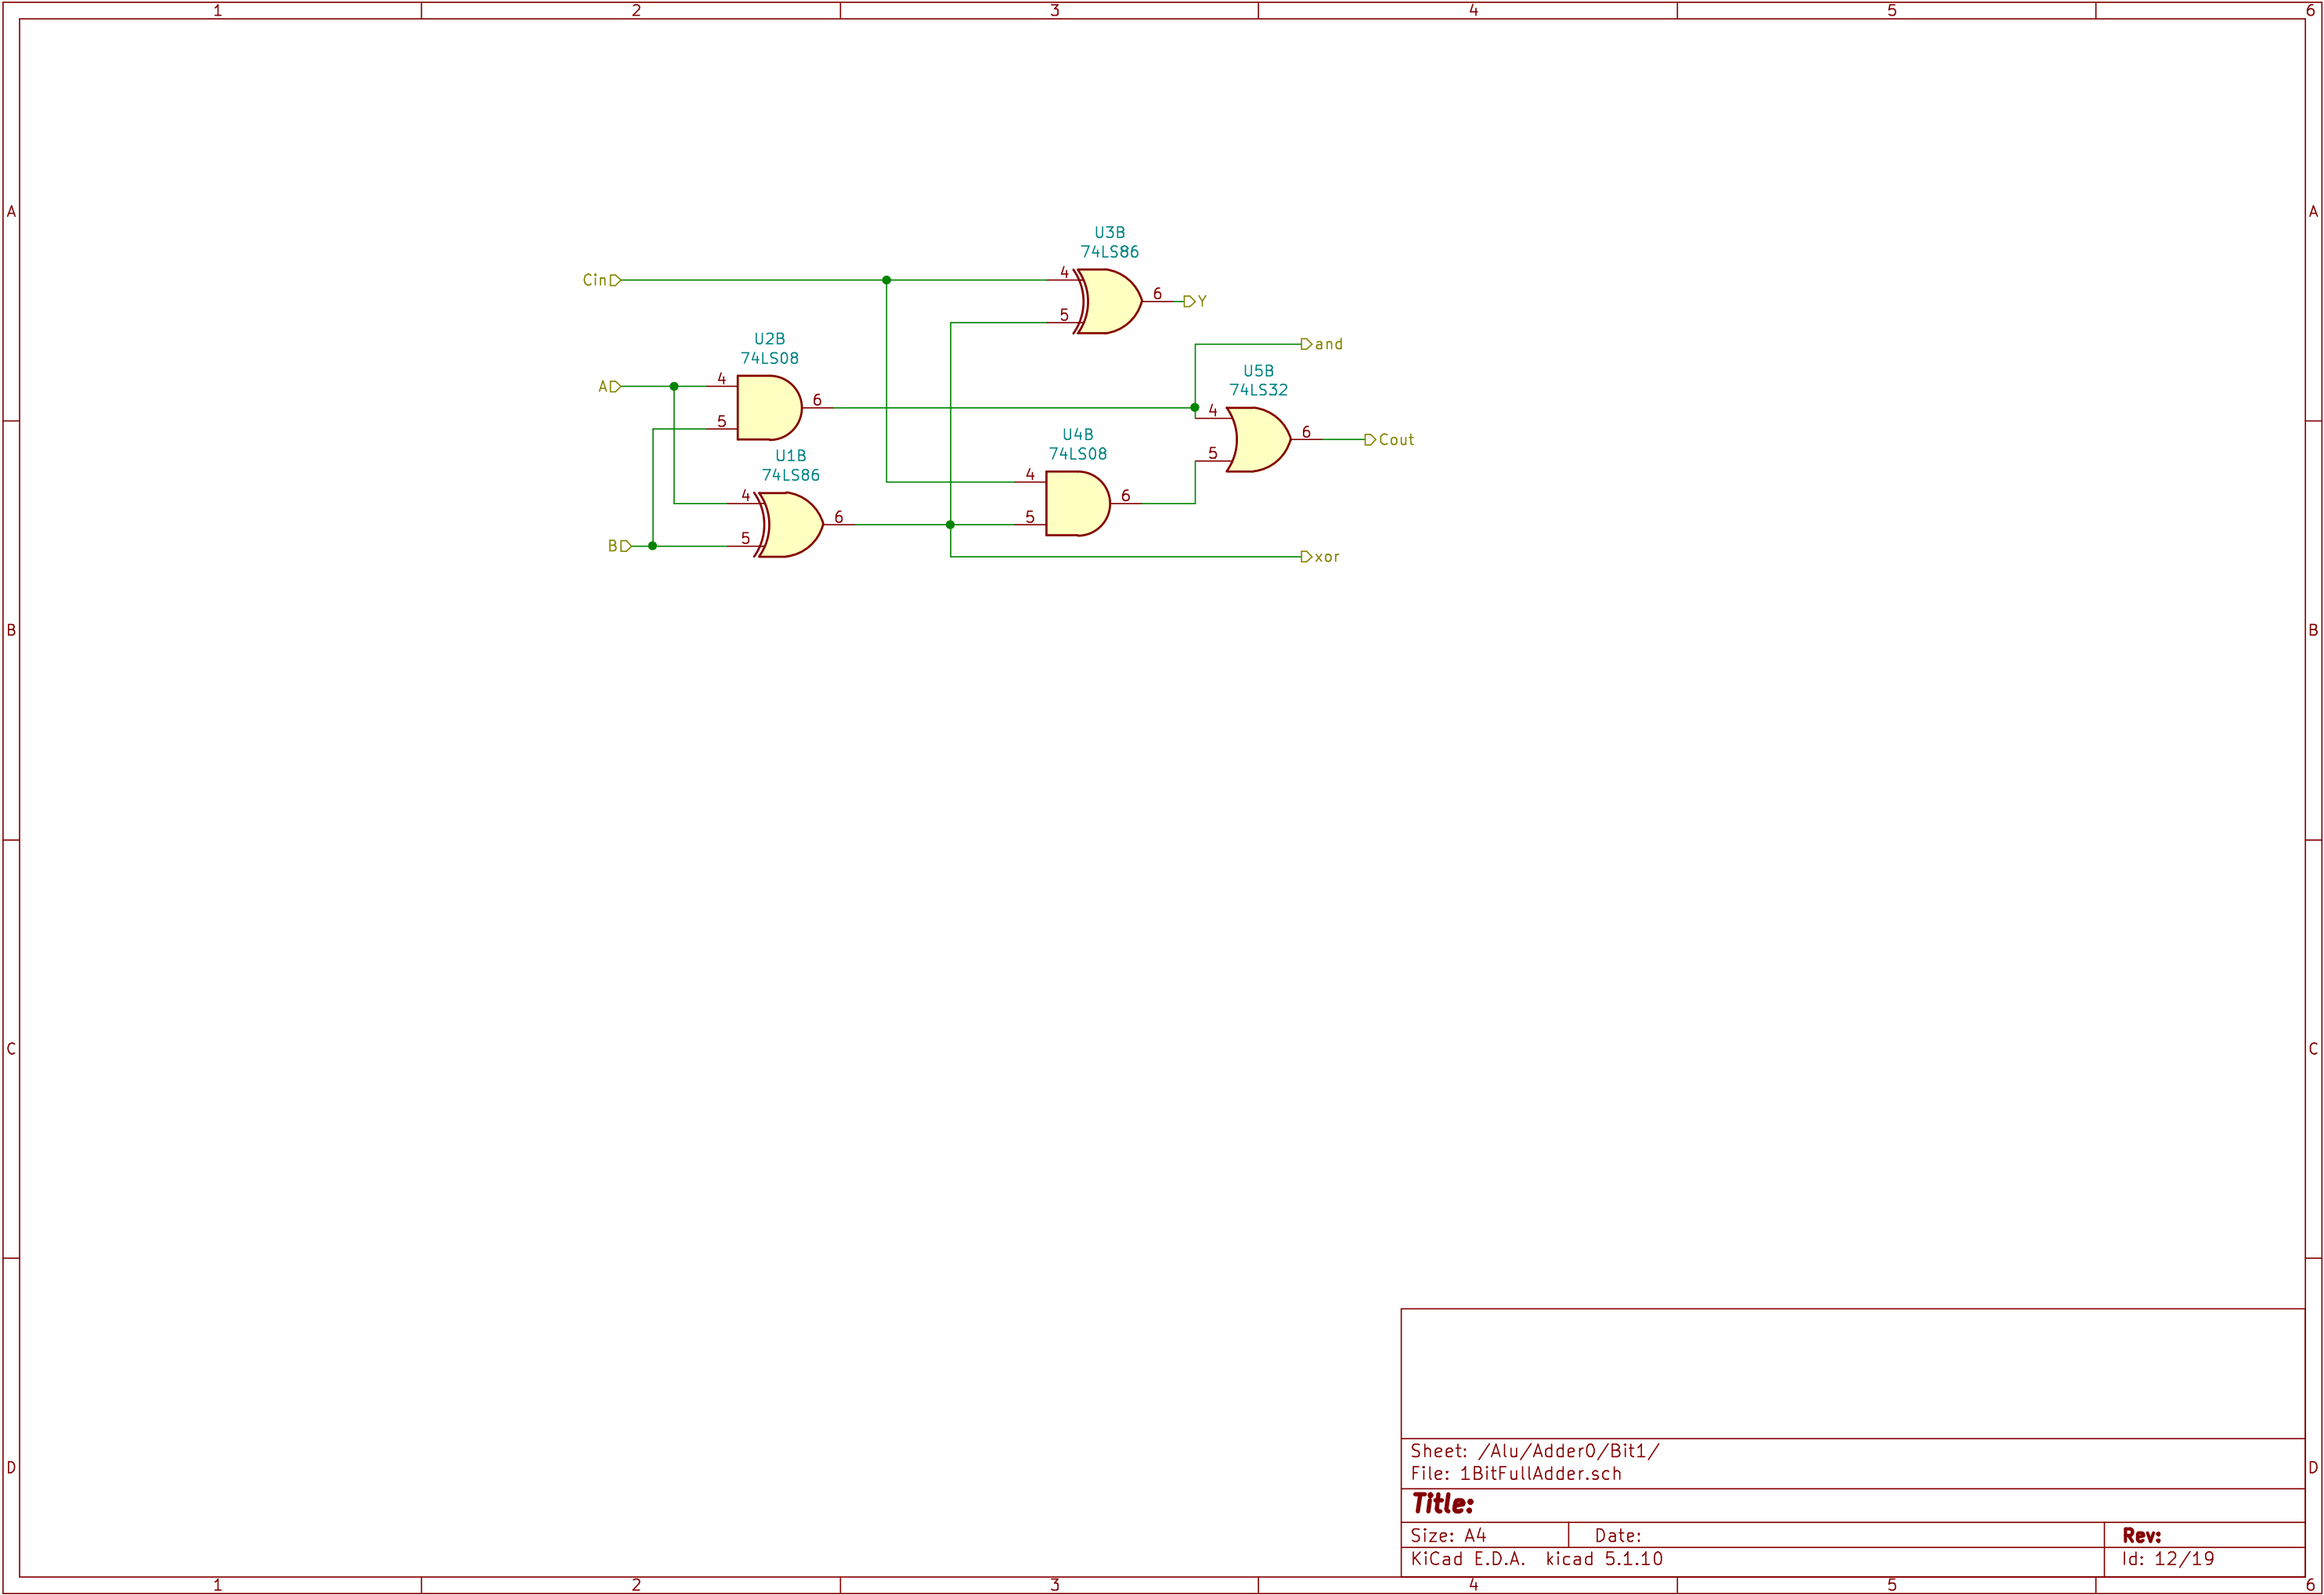 1 2 3 4 5 6
A A
U3B
74LS86
Cin 4 6 Y
5
U2B
74LS08
and
U5B
74LS32
A 4 6 4
5
U4B
74LS08
6 Cout
U1B
74LS86
5
4 4 6
B 5 6 5
xor
B B
C C
D D
Sheet: /Alu/Adder0/Bit1/
File: 1BitFullAdder.sch
Title:
Size: A4 Date: Rev:
KiCad E.D.A. kicad 5.1.10 Id: 12/19
1 2 3 4 5 6